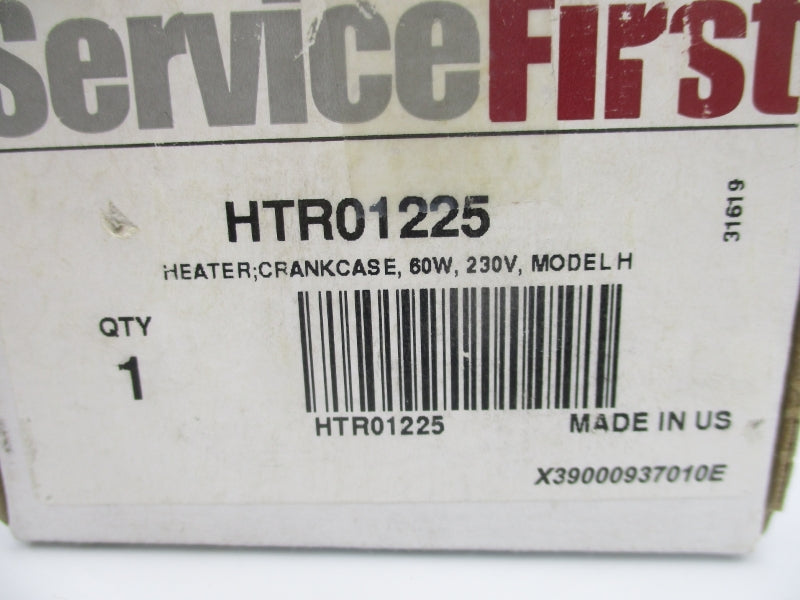 ServiceFirst
HTR01225
31619
HEATER;CRANKCASE, 60W, 230V, MODEL H
QTY
1
HTR01225
MADE IN US
X39000937010E